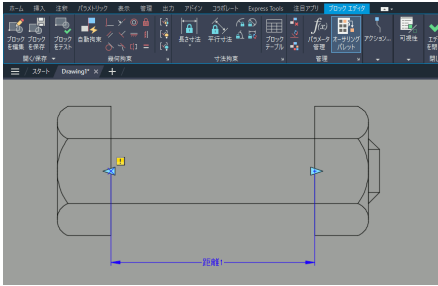 ホーム 挿入 注釈 パラメトリック 表示 管理 出力 アドイン コラボレート Express Tools 注目アプリ ブロック エディタ
ブロックを編集 ブロックを保存 ブロックをテスト 自動拘束 長さ寸法 平行寸法 ブロック テーブル パラメータ管理 オーサリング パレット アクション... 可視性
開く/保存 幾何拘束 寸法拘束 管理
スタート Drawing1* × +
!
距離1